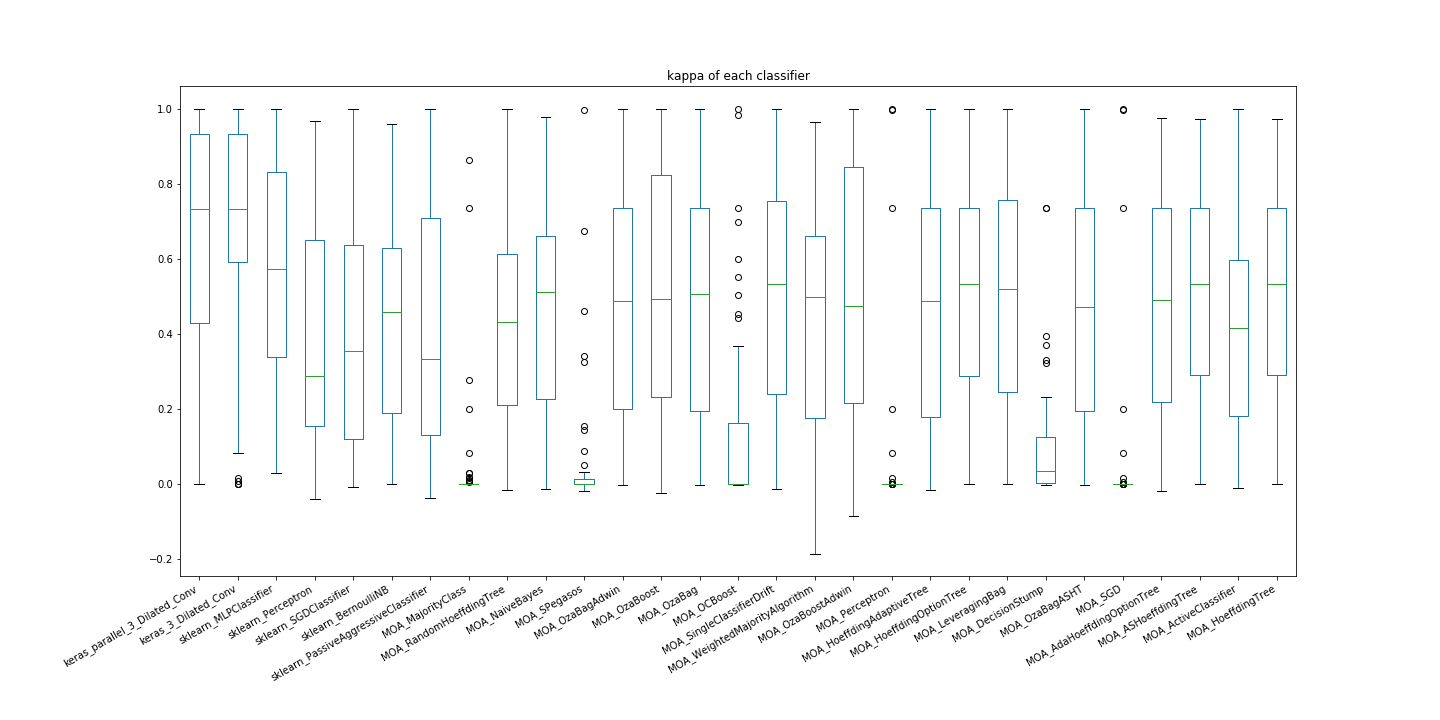 kappa of each classifier
1.0
0.8
0.6
0.4
0.2
0.0
−0.2
keras_parallel_3_Dilated_Conv
keras_3_Dilated_Conv
sklearn_MLPClassifier
sklearn_Perceptron
sklearn_SGDClassifier
sklearn_BernoulliNB
sklearn_PassiveAggressiveClassifier
MOA_MajorityClass
MOA_RandomHoeffdingTree
MOA_NaiveBayes
MOA_SPegasos
MOA_OzaBagAdwin
MOA_OzaBoost
MOA_OzaBag
MOA_OCBoost
MOA_SingleClassifierDrift
MOA_WeightedMajorityAlgorithm
MOA_OzaBoostAdwin
MOA_Perceptron
MOA_HoeffdingAdaptiveTree
MOA_HoeffdingOptionTree
MOA_LeveragingBag
MOA_DecisionStump
MOA_OzaBagASHT
MOA_SGD
MOA_AdaHoeffdingOptionTree
MOA_ASHoeffdingTree
MOA_ActiveClassifier
MOA_HoeffdingTree